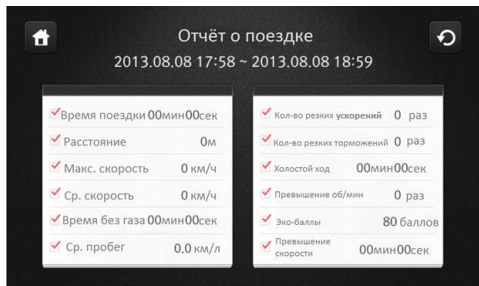 Отчёт о поездке
2013.08.08 17:58 ~ 2013.08.08 18:59
Время поездки 00мин00сек
Расстояние 0м
Макс. скорость 0 км/ч
Ср. скорость 0 км/ч
Время без газа 00мин00сек
Ср. пробег 0.0 км/л
Кол-во резких ускорений 0 раз
Кол-во резких торможений 0 раз
Холостой ход 00мин00сек
Превышение об/мин 0 раз
Эко-баллы 80 баллов
Превышение
скорости 00мин00сек